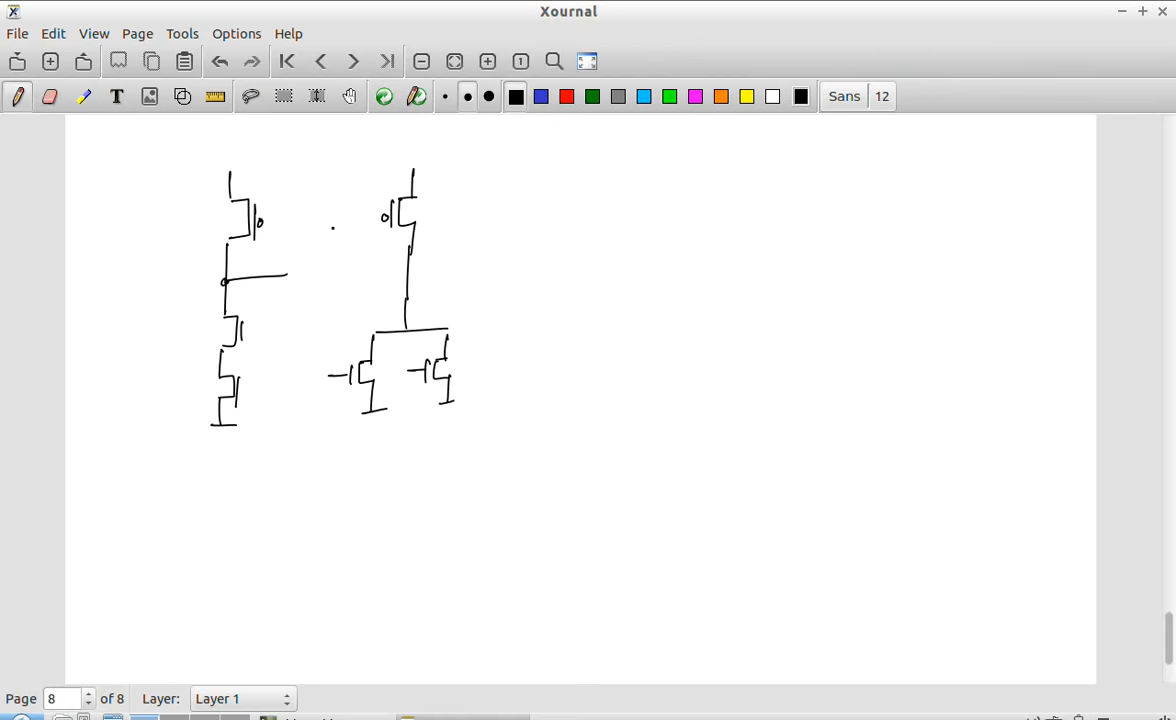 Xournal
File Edit View Page Tools Options Help
Sans 12
Page 8 of 8 Layer: Layer 1